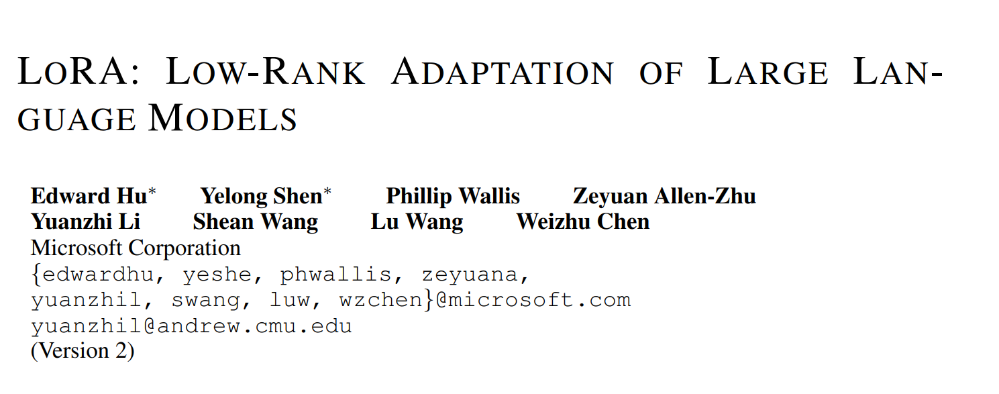 LORA: LOW-RANK ADAPTATION OF LARGE LAN-
GUAGE MODELS
Edward Hu* Yelong Shen* Phillip Wallis Zeyuan Allen-Zhu
Yuanzhi Li Shean Wang Lu Wang Weizhu Chen
Microsoft Corporation
{edwardhu, yeshe, phwallis, zeyuana,
yuanzhil, swang, luw, wzchen}@microsoft.com
yuanzhil@andrew.cmu.edu
(Version 2)